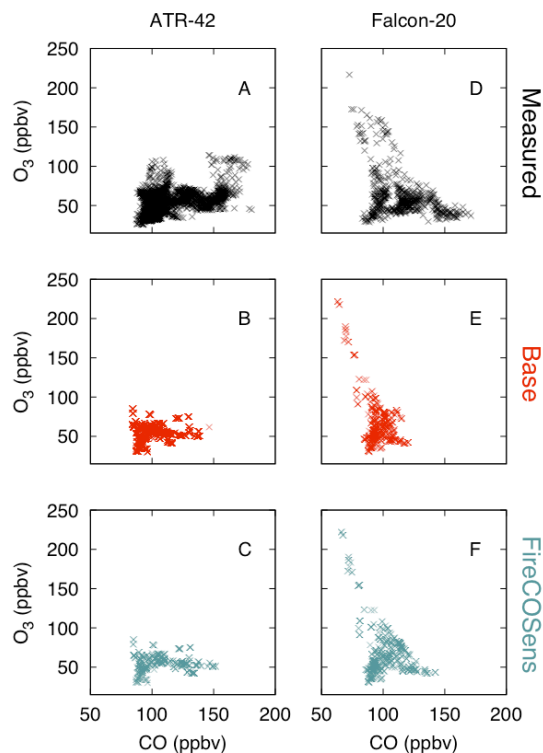 ATR-42 Falcon-20
250
200
150
100
50
O3 (ppbv)
A
D
Measured
250
200
150
100
50
O3 (ppbv)
B
E
Base
250
200
150
100
50
O3 (ppbv)
C
F
FireCOSens
50 100 150 200 50 100 150 200
CO (ppbv) CO (ppbv)